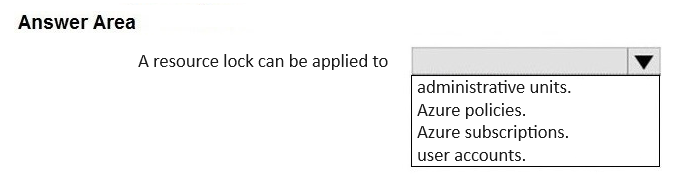 Answer Area
A resource lock can be applied to
administrative units.
Azure policies.
Azure subscriptions.
user accounts.